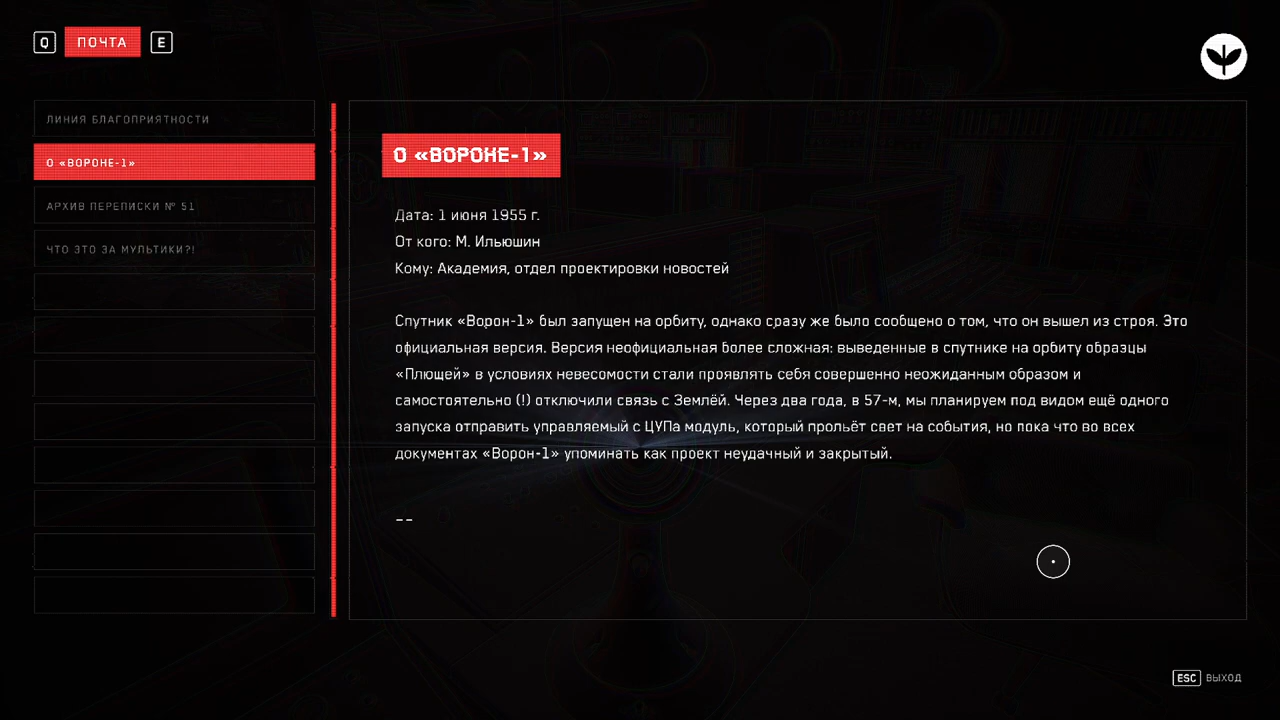 Q ПОЧТА E
ЛИНИЯ БЛАГОПРИЯТНОСТИ
О «ВОРОНЕ-1»
АРХИВ ПЕРЕПИСКИ № 51
ЧТО ЭТО ЗА МУЛЬТИКИ?!
О «ВОРОНЕ-1»
Дата: 1 июня 1955 г.
От кого: М. Ильюшин
Кому: Академия, отдел проектировки новостей
Спутник «Ворон-1» был запущен на орбиту, однако сразу же было сообщено о том, что он вышел из строя. Это
официальная версия. Версия неофициальная более сложная: выведенные в спутнике на орбиту образцы
«Плющей» в условиях невесомости стали проявлять себя совершенно неожиданным образом и
самостоятельно (!) отключили связь с Землёй. Через два года, в 57-м, мы планируем под видом ещё одного
запуска отправить управляемый с ЦУПа модуль, который прольёт свет на события, но пока что во всех
документах «Ворон-1» упоминать как проект неудачный и закрытый.
--
ESC ВЫХОД